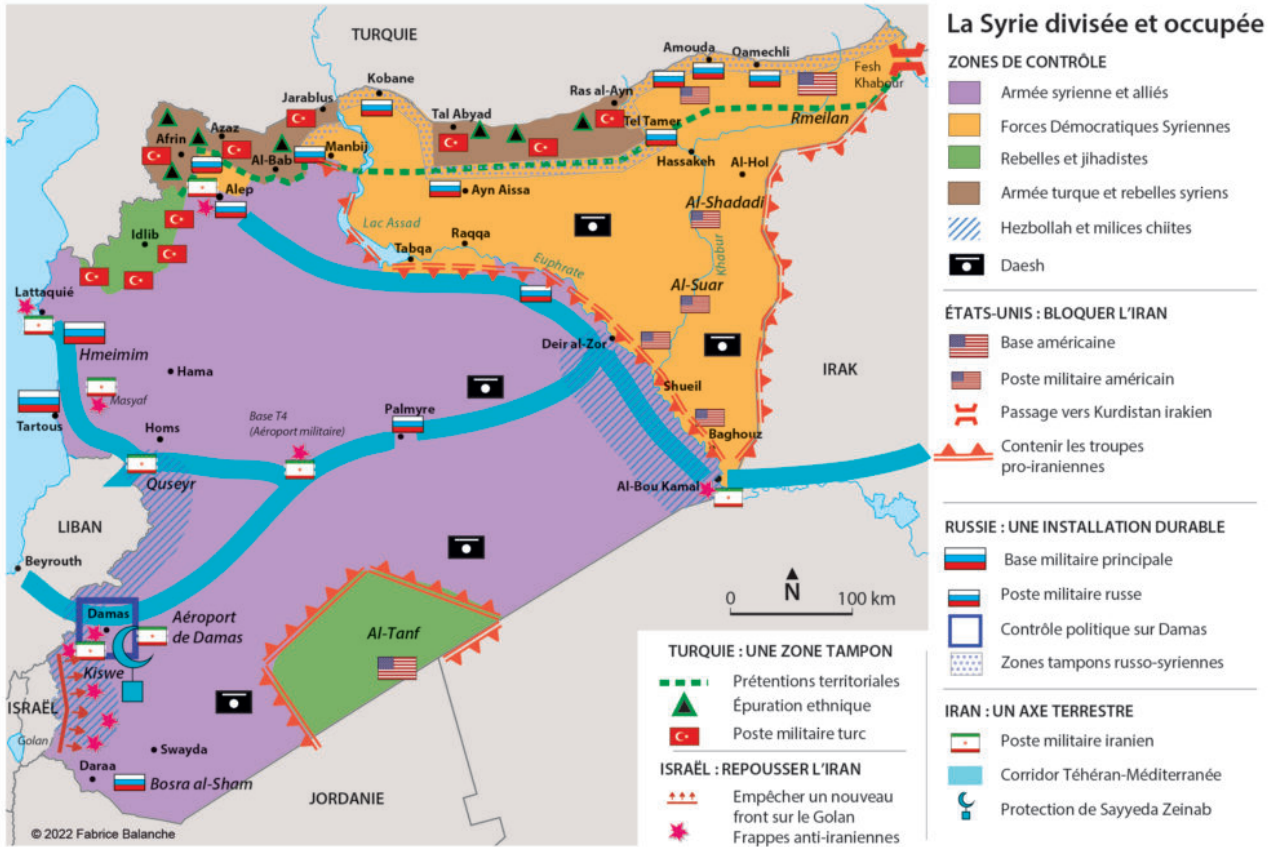 La Syrie divisée et occupée
ZONES DE CONTRÔLE
Armée syrienne et alliés
Forces Démocratiques Syriennes
Rebelles et jihadistes
Armée turque et rebelles syriens
Hezbollah et milices chiites
Daesh
ÉTATS-UNIS : BLOQUER L'IRAN
Base américaine
Poste militaire américain
Passage vers Kurdistan irakien
Contenir les troupes
pro-iraniennes
RUSSIE : UNE INSTALLATION DURABLE
Base militaire principale
Poste militaire russe
Contrôle politique sur Damas
Zones tampons russo-syriennes
IRAN : UN AXE TERRESTRE
Poste militaire iranien
Corridor Téhéran-Méditerranée
Protection de Sayyeda Zeinab
TURQUIE : UNE ZONE TAMPON
Prétentions territoriales
Épuration ethnique
Poste militaire turc
ISRAËL : REPOUSSER L'IRAN
Empêcher un nouveau
front sur le Golan
Frappes anti-iraniennes
TURQUIE
Amouda
Qamechli
Fesh
Khabour
Kobane
Jarablus
Ras al-Ayn
Rmeilan
Tal Abyad
Tel Tamer
Azaz
Afrin
Al-Bab
Manbij
Hassakeh
Al-Hol
Alep
Ayn Aissa
Al-Shadadi
Lac Assad
Idlib
Raqqa
Khabur
Tabqa
Euphrate
Al-Suar
Lattaquié
Hmeimim
Deir al-Zor
IRAK
Hama
Shueil
Masyaf
Tartous
Palmyre
Base T4
(Aéroport militaire)
Homs
Baghouz
Quseyr
Al-Bou Kamal
LIBAN
Beyrouth
N
0
100 km
Damas
Aéroport
de Damas
Al-Tanf
Kiswe
ISRAËL
Golan
Swayda
Daraa
Bosra al-Sham
JORDANIE
© 2022 Fabrice Balanche